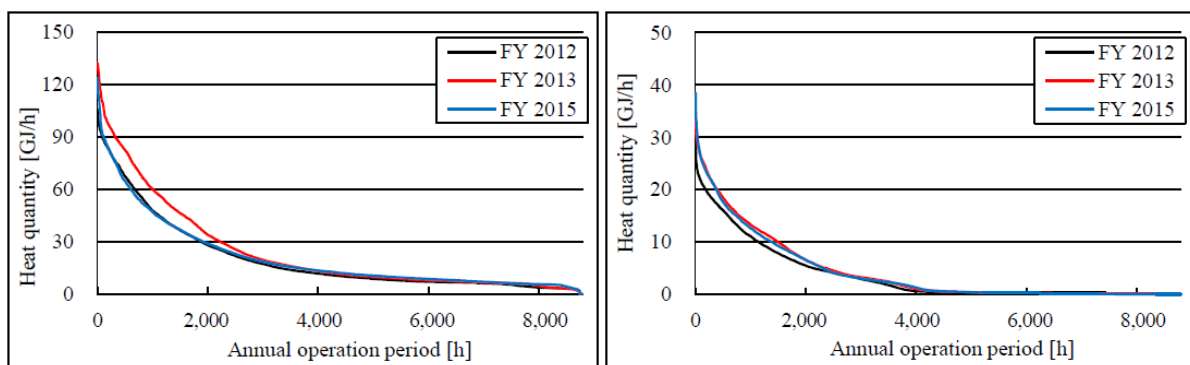 150
120
90
60
30
0
Heat quantity [GJ/h]
FY 2012
FY 2013
FY 2015
0 2,000 4,000 6,000 8,000
Annual operation period [h]
50
40
30
20
10
0
Heat quantity [GJ/h]
FY 2012
FY 2013
FY 2015
0 2,000 4,000 6,000 8,000
Annual operation period [h]